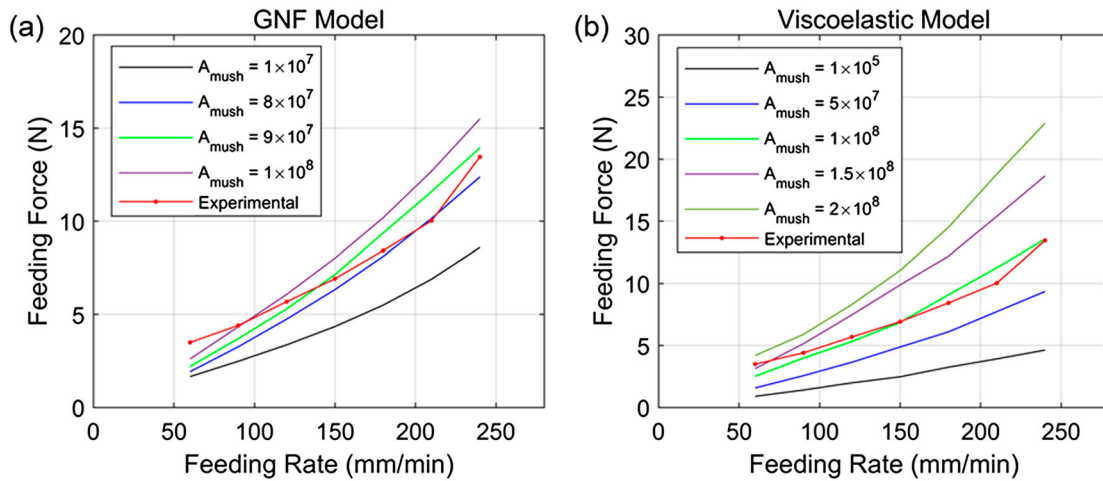 (a)
GNF Model
Feeding Force (N)
20
15
10
5
0
A_mush = 1×10^7
A_mush = 8×10^7
A_mush = 9×10^7
A_mush = 1×10^8
Experimental
0 50 100 150 200 250
Feeding Rate (mm/min)
(b)
Viscoelastic Model
Feeding Force (N)
30
25
20
15
10
5
0
A_mush = 1×10^5
A_mush = 5×10^7
A_mush = 1×10^8
A_mush = 1.5×10^8
A_mush = 2×10^8
Experimental
0 50 100 150 200 250
Feeding Rate (mm/min)